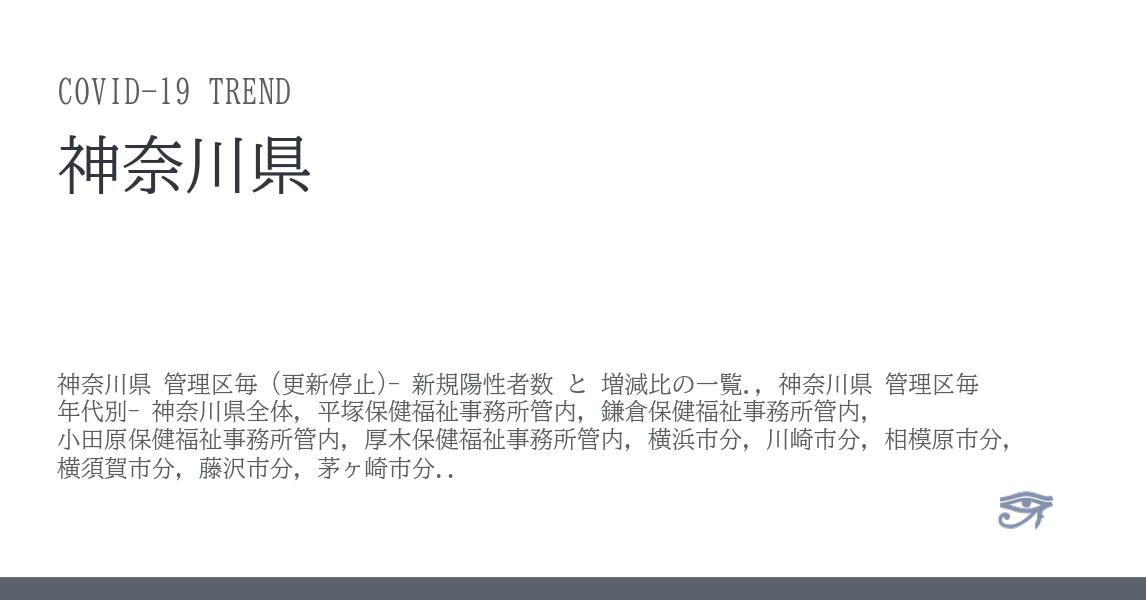 COVID-19 TREND
神奈川県
神奈川県 管理区毎 (更新停止)- 新規陽性者数 と 増減比の一覧., 神奈川県 管理区毎
年代別- 神奈川県全体, 平塚保健福祉事務所管内, 鎌倉保健福祉事務所管内,
小田原保健福祉事務所管内, 厚木保健福祉事務所管内, 横浜市分, 川崎市分, 相模原市分,
横須賀市分, 藤沢市分, 茅ヶ崎市分..